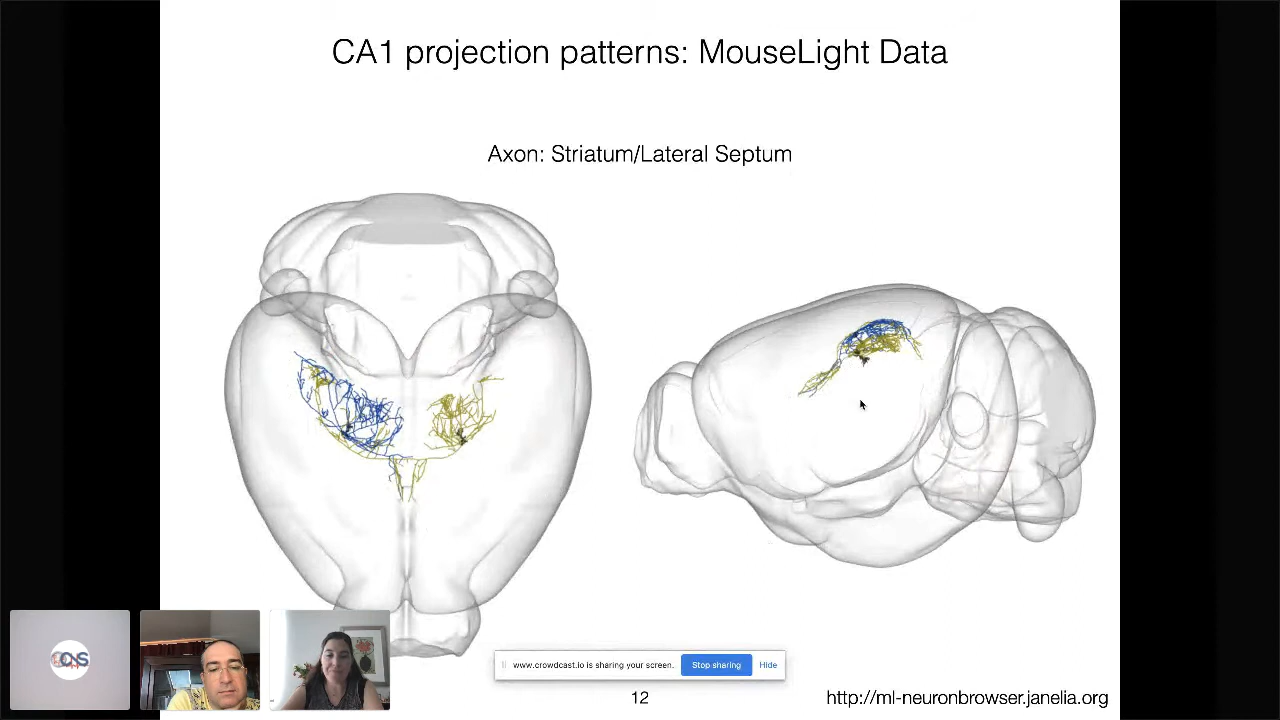 CA1 projection patterns: MouseLight Data
Axon: Striatum/Lateral Septum
www.crowdcast.io is sharing your screen.
Stop sharing
Hide
12
http://ml-neuronbrowser.janelia.org